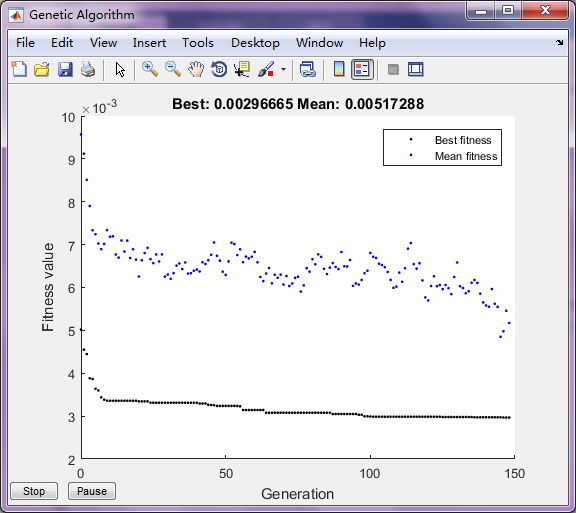 Genetic Algorithm
File Edit View Insert Tools Desktop Window Help
×10-3
Best: 0.00296665 Mean: 0.00517288
10
9
8
7
6
5
4
3
2
Fitness value
Best fitness
Mean fitness
0 50 100 150
Generation
Stop Pause